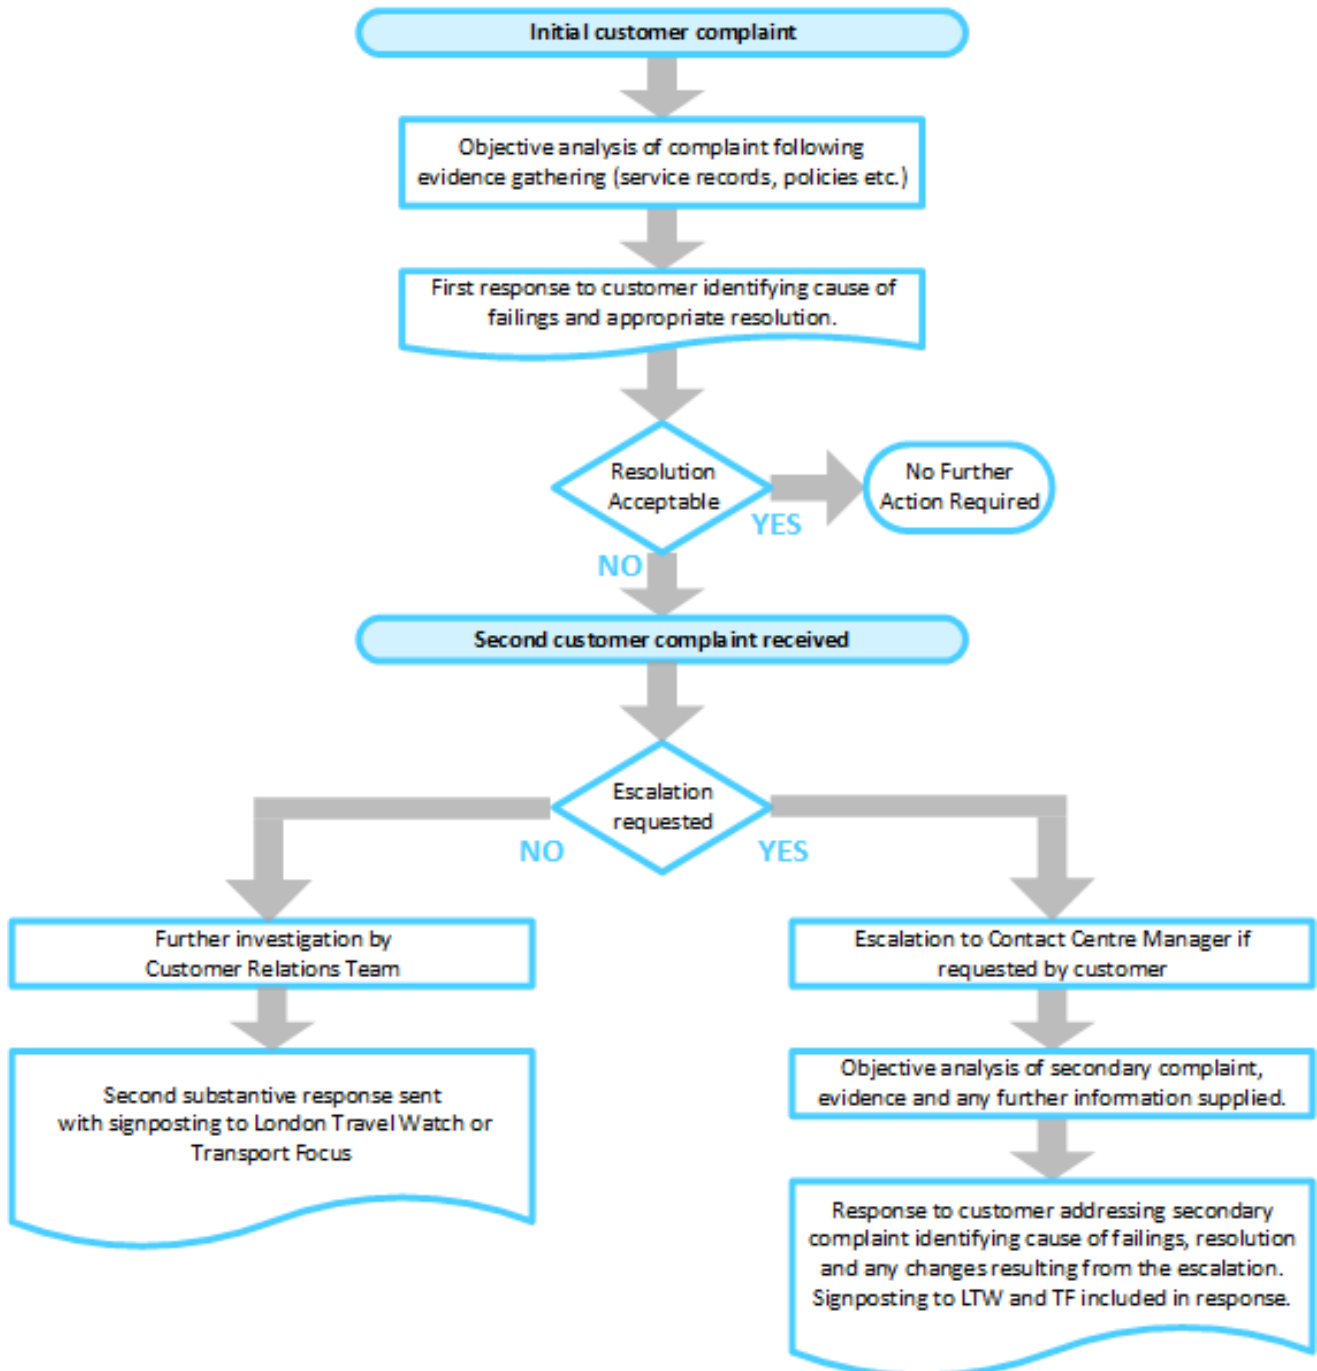 Initial customer complaint
Objective analysis of complaint following
evidence gathering (service records, policies etc.)
First response to customer identifying cause of
failings and appropriate resolution.
Resolution
Acceptable
YES
No Further
Action Required
NO
Second customer complaint received
Escalation
requested
NO
YES
Further investigation by
Customer Relations Team
Second substantive response sent
with signposting to London Travel Watch or
Transport Focus
Escalation to Contact Centre Manager if
requested by customer
Objective analysis of secondary complaint,
evidence and any further information supplied.
Response to customer addressing secondary
complaint identifying cause of failings, resolution
and any changes resulting from the escalation.
Signposting to LTW and TF included in response.